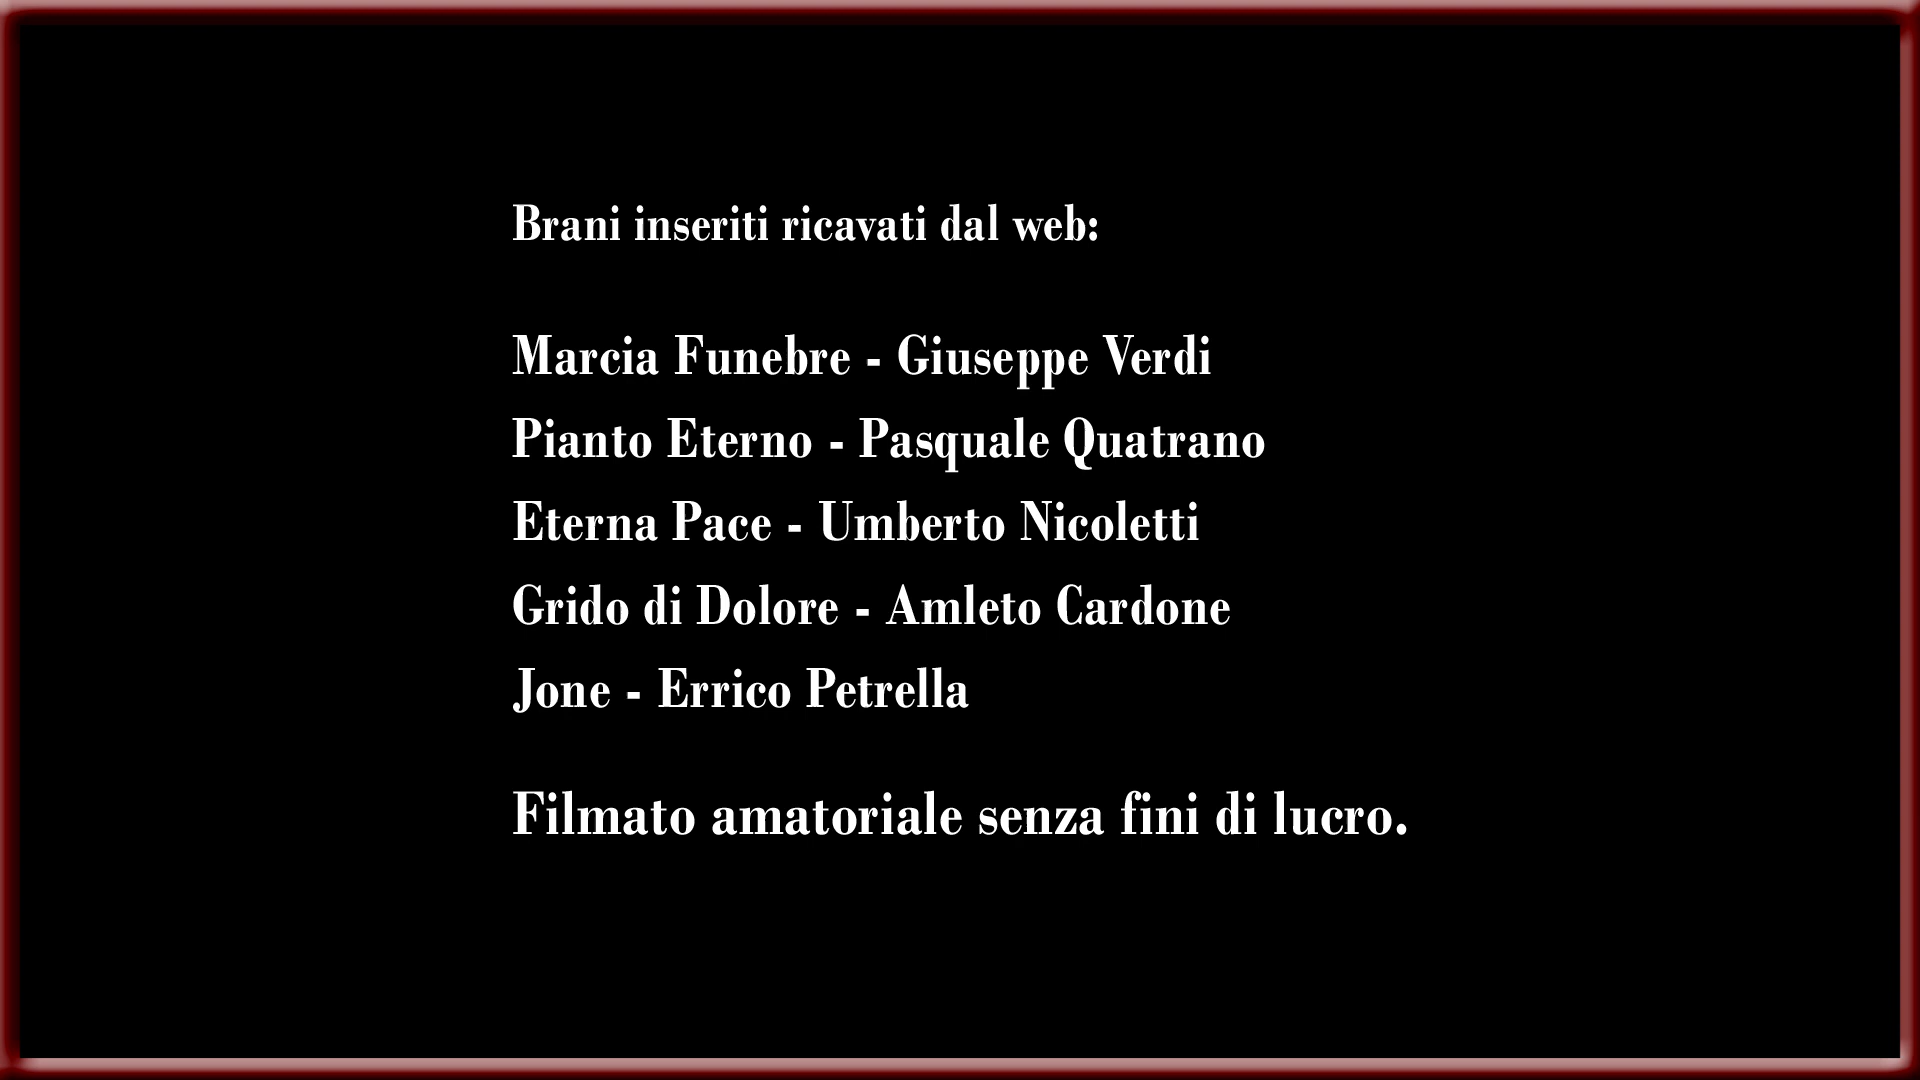 Brani inseriti ricavati dal web:
Marcia Funebre - Giuseppe Verdi
Pianto Eterno - Pasquale Quatrano
Eterna Pace - Umberto Nicoletti
Grido di Dolore - Amleto Cardone
Jone - Errico Petrella
Filmato amatoriale senza fini di lucro.